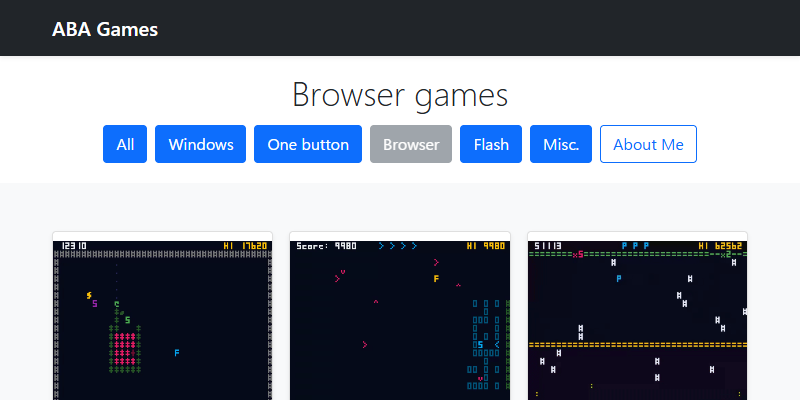 ABA Games
Browser games
All Windows One button Browser Flash Misc. About Me
12310 HI 17620
Score: 9980 > > > > HI 9980
51113 P P P HI 62562